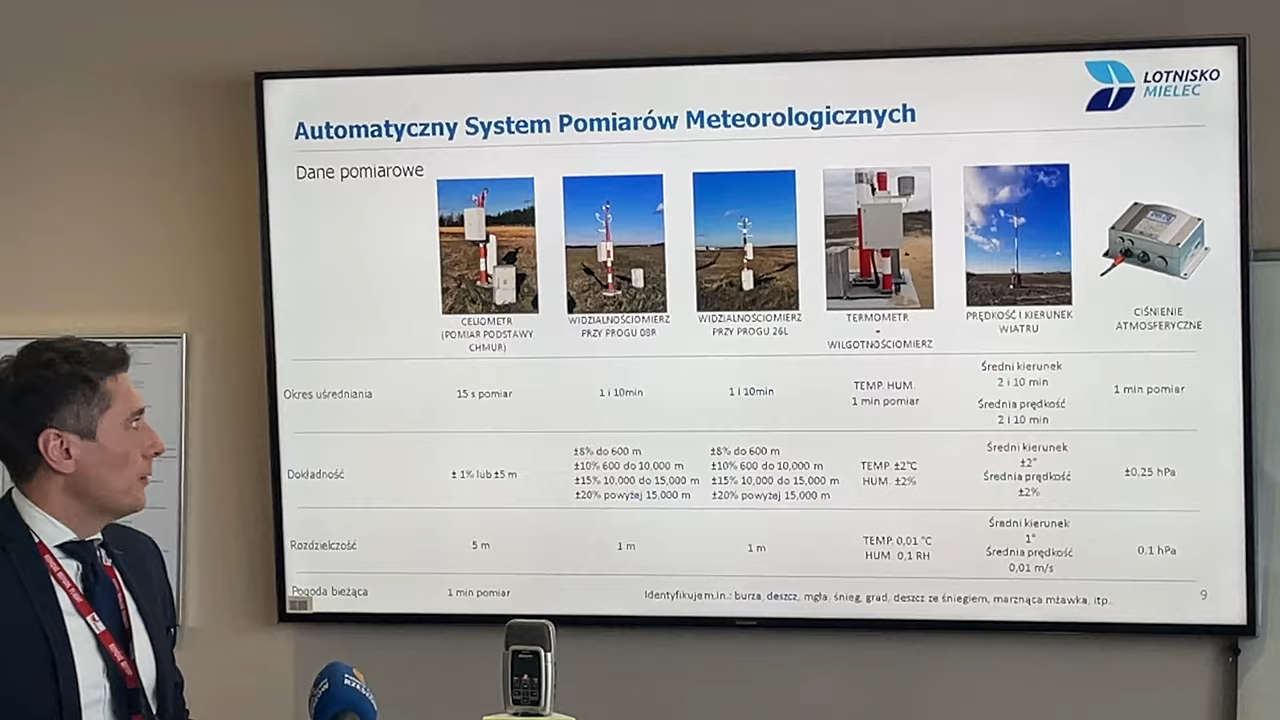 LOTNISKO
MIELEC
Automatyczny System Pomiarów Meteorologicznych
Dane pomiarowe
CEILOMETR
(POMIAR PODSTAWY
CHMUR)
WIDZIALNOŚCIOMIERZ
PRZY PROGU 08R
WIDZIALNOŚCIOMIERZ
PRZY PROGU 26L
TERMOMETR
-
WILGOTNOŚCIOMIERZ
PRĘDKOŚĆ I KIERUNEK
WIATRU
CIŚNIENIE
ATMOSFERYCZNE
Okres uśredniania
15 s pomiar
1 i 10min
1 i 10min
TEMP. HUM.
1 min pomiar
Średni kierunek
2 i 10 min
Średnia prędkość
2 i 10 min
1 min pomiar
Dokładność
± 1% lub ±5 m
±8% do 600 m
±10% 600 do 10,000 m
±15% 10,000 do 15,000 m
±20% powyżej 15,000 m
±8% do 600 m
±10% 600 do 10,000 m
±15% 10,000 do 15,000 m
±20% powyżej 15,000 m
TEMP. ±2°C
HUM. ±2%
Średni kierunek
±2°
Średnia prędkość
±2%
±0,25 hPa
Rozdzielczość
5 m
1 m
1 m
TEMP. 0,01 °C
HUM. 0,1 RH
Średni kierunek
1°
Średnia prędkość
0,01 m/s
0,1 hPa
Pogoda bieżąca
1 min pomiar
Identyfikuje m.in.: burza, deszcz, mgła, śnieg, grad, deszcz ze śniegiem, marznąca mżawka, itp.
9